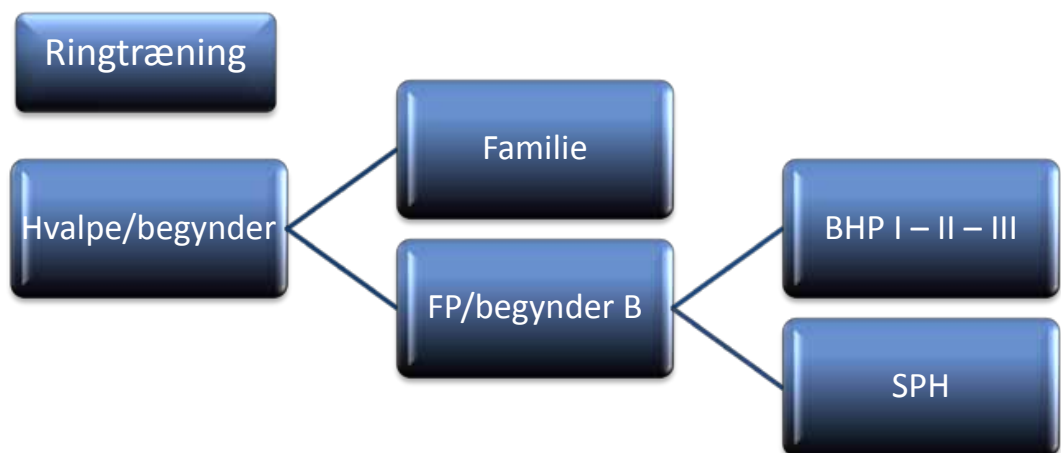 Ringtræning
Hvalpe/begynder
Familie
FP/begynder B
BHP I – II – III
SPH